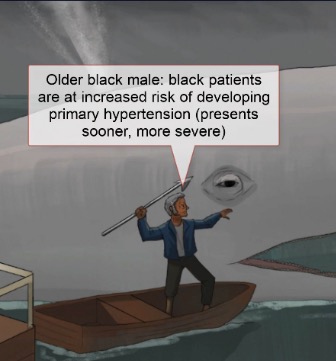 Older black male: black patients
are at increased risk of developing
primary hypertension (presents
sooner, more severe)